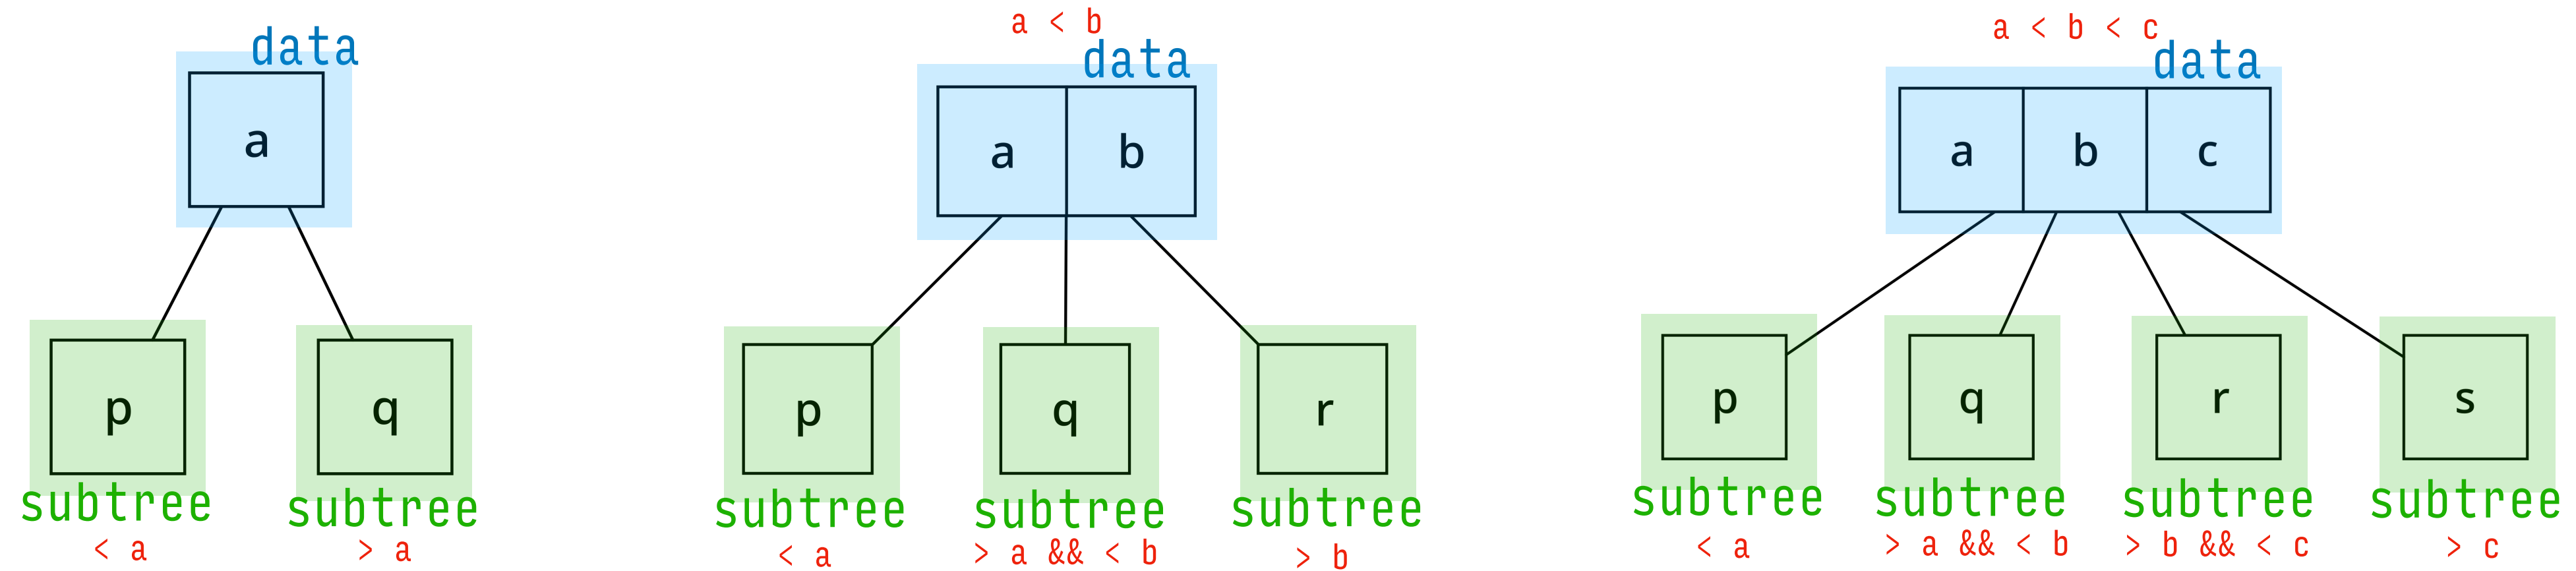 data
a
p
q
subtree
subtree
< a
> a
a < b
data
a
b
p
q
r
subtree
subtree
subtree
< a
> a && < b
> b
a < b < c
data
a
b
c
p
q
r
s
subtree
subtree
subtree
subtree
< a
> a && < b
> b && < c
> c